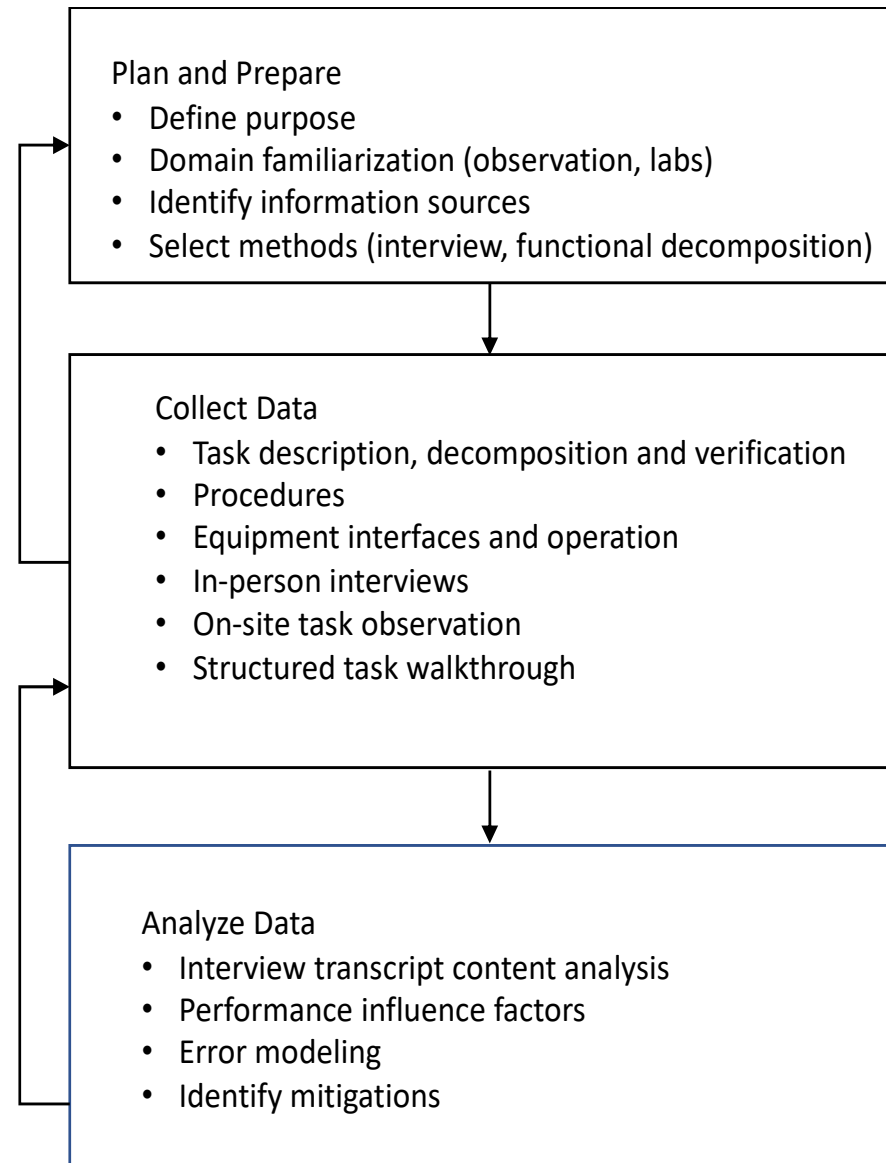 Plan and Prepare
• Define purpose
• Domain familiarization (observation, labs)
• Identify information sources
• Select methods (interview, functional decomposition)
Collect Data
• Task description, decomposition and verification
• Procedures
• Equipment interfaces and operation
• In-person interviews
• On-site task observation
• Structured task walkthrough
Analyze Data
• Interview transcript content analysis
• Performance influence factors
• Error modeling
• Identify mitigations